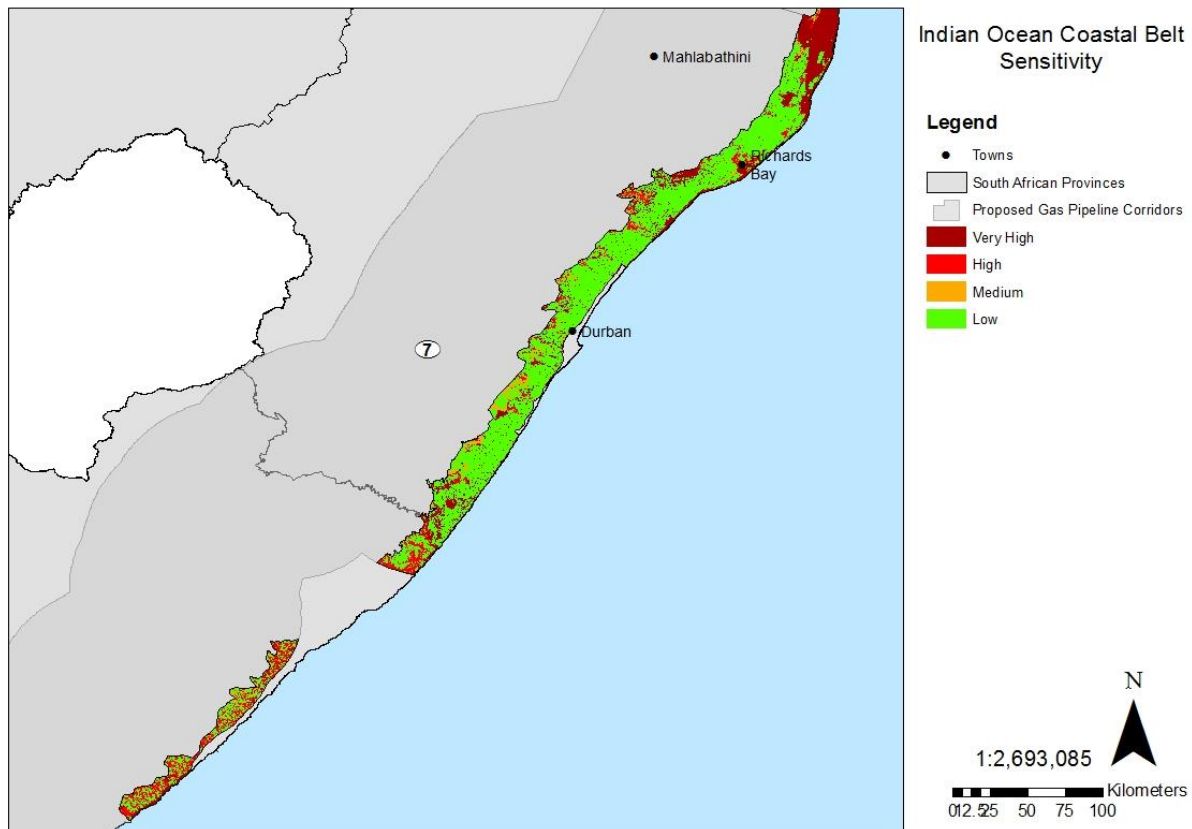 Indian Ocean Coastal Belt
Sensitivity
Legend
Towns
South African Provinces
Proposed Gas Pipeline Corridors
Very High
High
Medium
Low
Mahlabathini
Richards
Bay
Durban
7
N
1:2,693,085
Kilometers
0 12.5 25 50 75 100